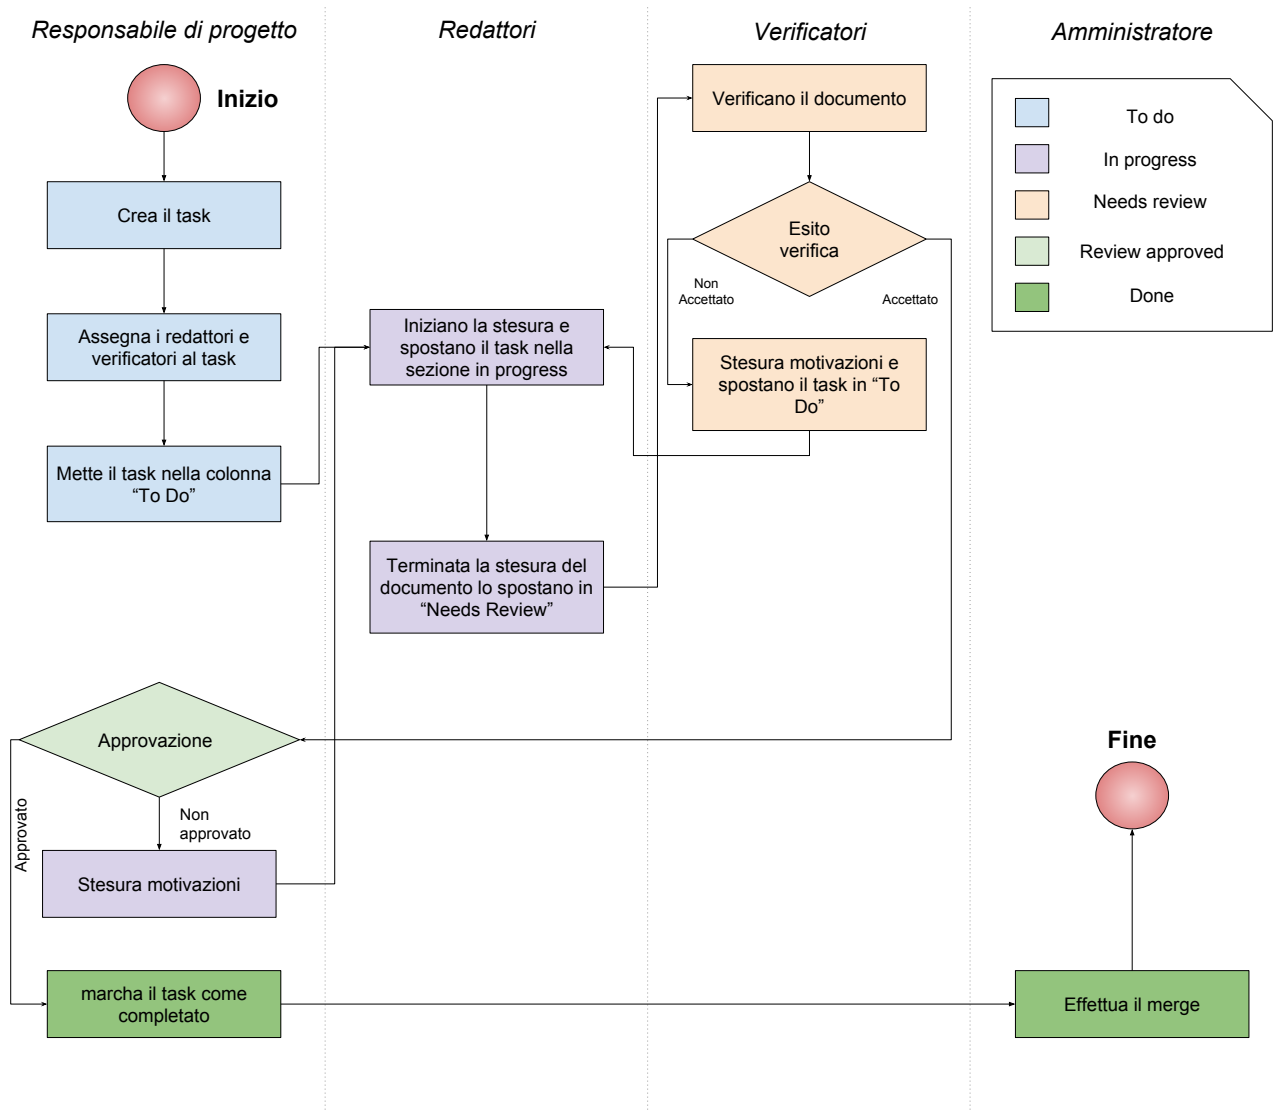 Responsabile di progetto
Redattori
Verificatori
Amministratore
Inizio
Crea il task
Assegna i redattori e
verificatori al task
Mette il task nella colonna
“To Do”
Iniziano la stesura e
spostano il task nella
sezione in progress
Terminata la stesura del
documento lo spostano in
“Needs Review”
Verificano il documento
Esito
verifica
Non
Accettato
Accettato
Stesura motivazioni e
spostano il task in “To
Do”
To do
In progress
Needs review
Review approved
Done
Approvazione
Approvato
Non
approvato
Stesura motivazioni
marcha il task come
completato
Effettua il merge
Fine